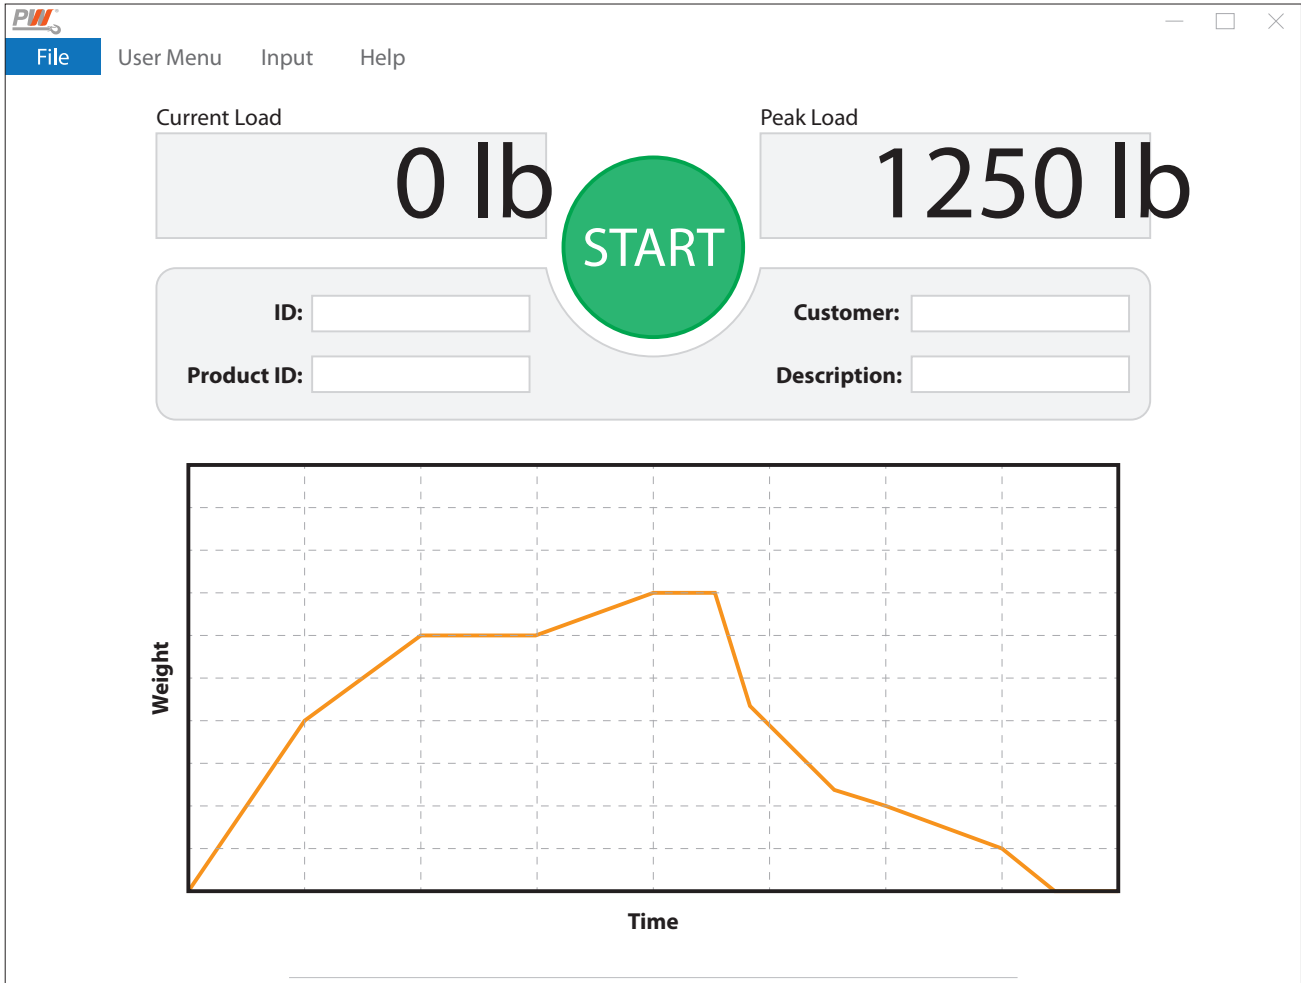 PW
File User Menu Input Help
Current Load
Peak Load
0 lb
1250 lb
START
ID:
Customer:
Product ID:
Description:
Weight
Time